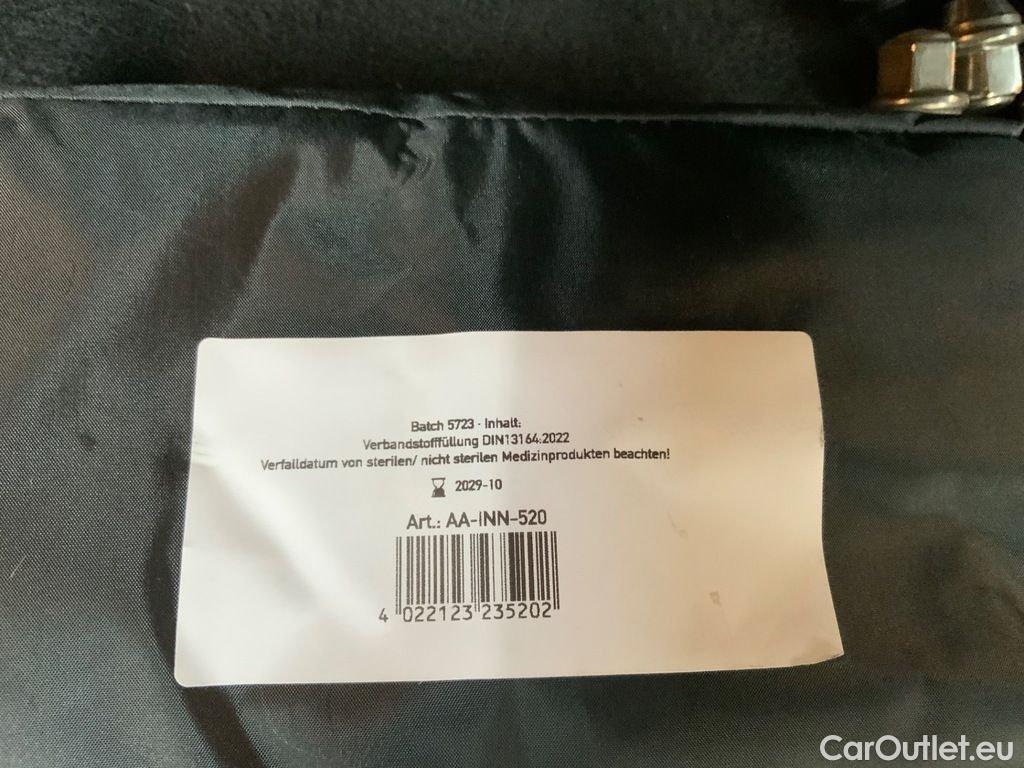 Batch 5723 · Inhalt:
Verbandstofffüllung DIN13164:2022
Verfalldatum von sterilen/ nicht sterilen Medizinprodukten beachten!
2029-10
Art.: AA-INN-520
4 022123 235202
CarOutlet.eu